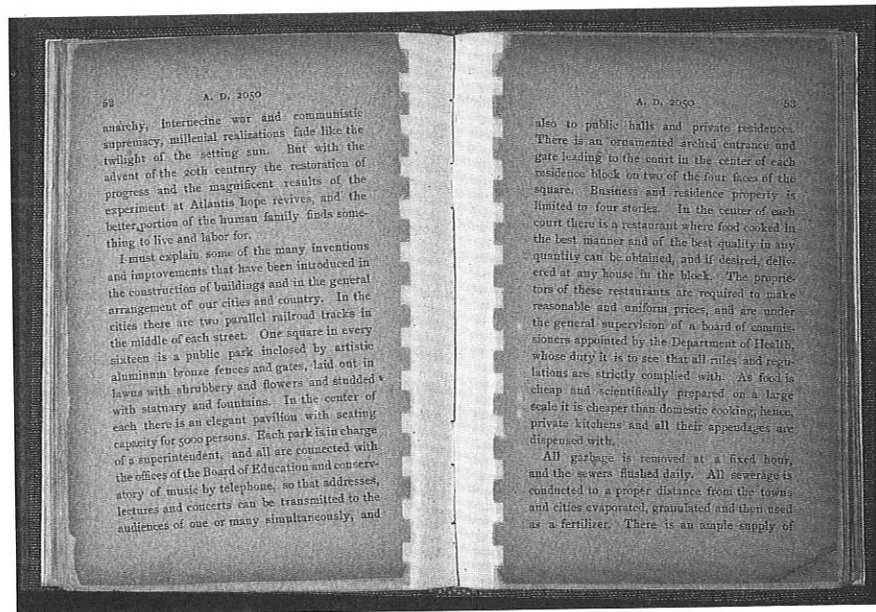 52
A. D. 2050
anarchy, internecine war and communistic
supremacy, millenial realizations fade like the
twilight of the setting sun. But with the
advent of the 20th century the restoration of
progress and the magnificent results of the
experiment at Atlantis hope revives, and the
better portion of the human family finds some-
thing to live and labor for.
I must explain some of the many inventions
and improvements that have been introduced in
the construction of buildings and in the general
arrangement of our cities and country. In the
cities there are two parallel railroad tracks in
the middle of each street. One square in every
sixteen is a public park inclosed by artistic
aluminum bronze fences and gates, laid out in
lawns with shrubbery and flowers and studded
with statuary and fountains. In the center of
each there is an elegant pavilion with seating
capacity for 5000 persons. Each park is in charge
of a superintendent, and all are connected with
the offices of the Board of Education and conserv-
atory of music by telephone, so that addresses,
lectures and concerts can be transmitted to the
audiences of one or many simultaneously, and
A. D. 2050
53
also to public halls and private residences.
There is an ornamented arched entrance and
gate leading to the court in the center of each
residence block on two of the four faces of the
square. Business and residence property is
limited to four stories. In the center of each
court there is a restaurant where food cooked in
the best manner and of the best quality in any
quantity can be obtained, and if desired, deliv-
ered at any house in the block. The proprie-
tors of these restaurants are required to make
reasonable and uniform prices, and are under
the general supervision of a board of commis-
sioners appointed by the Department of Health,
whose duty it is to see that all rules and regu-
lations are strictly complied with. As food is
cheap and scientifically prepared on a large
scale it is cheaper than domestic cooking, hence,
private kitchens and all their appendages are
dispensed with.
All garbage is removed at a fixed hour,
and the sewers flushed daily. All sewerage is
conducted to a proper distance from the towns
and cities evaporated, granulated and then used
as a fertilizer. There is an ample supply of